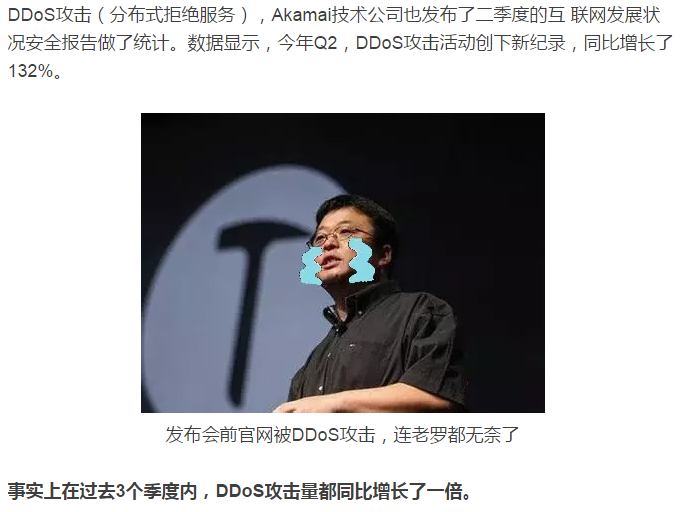 DDoS攻击（分布式拒绝服务），Akamai技术公司也发布了二季度的互 联网发展状
况安全报告做了统计。数据显示，今年Q2，DDoS攻击活动创下新纪录，同比增长了
132%。
发布会前官网被DDoS攻击，连老罗都无奈了
事实上在过去3个季度内，DDoS攻击量都同比增长了一倍。